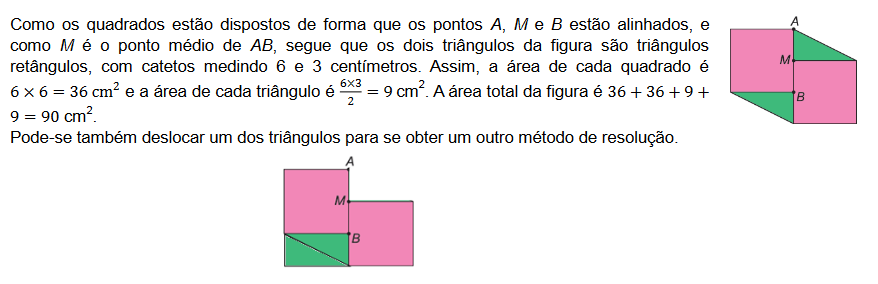 Como os quadrados estão dispostos de forma que os pontos A, M e B estão alinhados, e
como M é o ponto médio de AB, segue que os dois triângulos da figura são triângulos
retângulos, com catetos medindo 6 e 3 centímetros. Assim, a área de cada quadrado é
6 × 6 = 36 cm² e a área de cada triângulo é 6×3/2 = 9 cm². A área total da figura é 36 + 36 + 9 +
9 = 90 cm².
Pode-se também deslocar um dos triângulos para se obter um outro método de resolução.
A
M
B
A
M
B